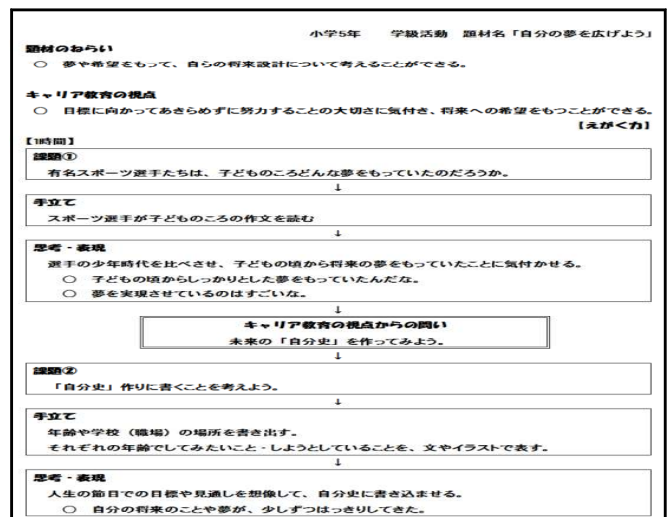 小学5年　学級活動　題材名「自分の夢を広げよう」
題材のねらい
○　夢や希望をもって、自らの将来設計について考えることができる。
キャリア教育の視点
○　目標に向かってあきらめずに努力することの大切さに気付き、将来への希望をもつことができる。
【えがく力】
【1時間】
課題①
有名スポーツ選手たちは、子どものころどんな夢をもっていたのだろうか。
↓
手立て
スポーツ選手が子どものころの作文を読む
↓
思考・表現
選手の少年時代を比べさせ、子どもの頃から将来の夢をもっていたことに気付かせる。
○　子どもの頃からしっかりとした夢をもっていたんだな。
○　夢を実現させているのはすごいな。
↓
キャリア教育の視点からの問い
未来の「自分史」を作ってみよう。
↓
課題②
「自分史」作りに書くことを考えよう。
↓
手立て
年齢や学校（職場）の場所を書き出す。
それぞれの年齢でしてみたいこと・しようとしていることを、文やイラストで表す。
↓
思考・表現
人生の節目での目標や見通しを想像して、自分史に書き込ませる。
○　自分の将来のことや夢が、少しずつはっきりしてきた。